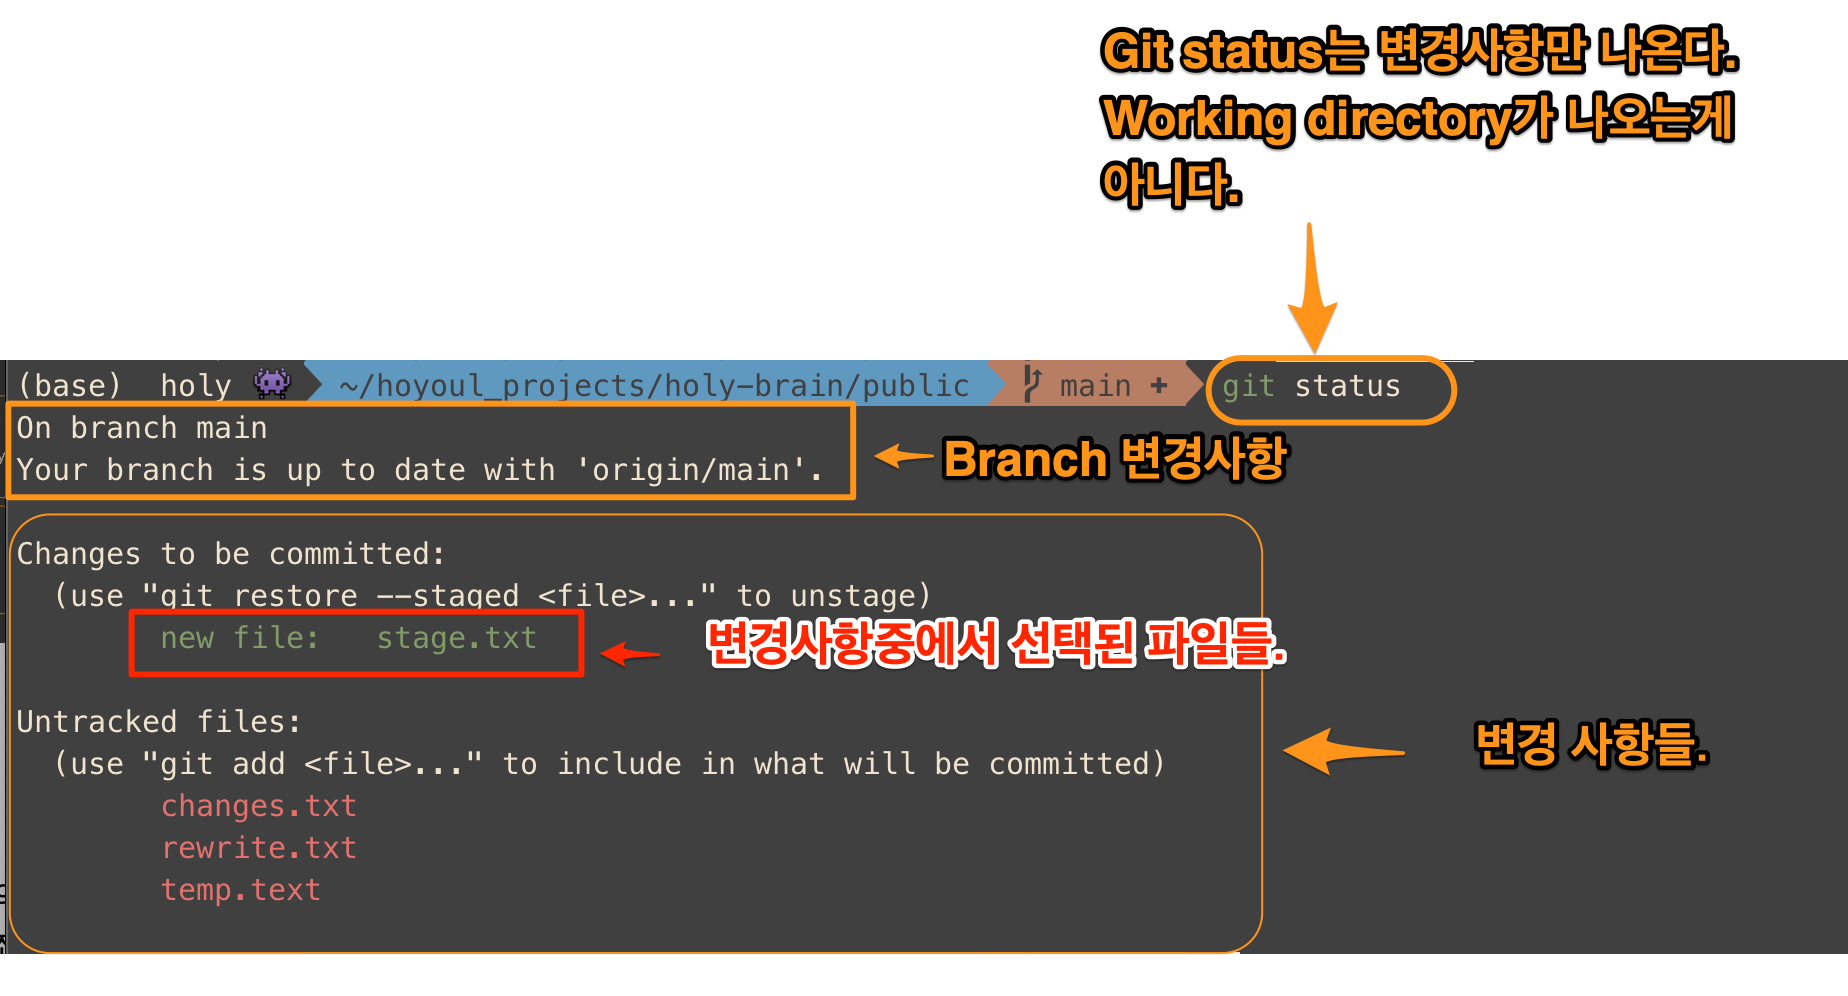 Git status는 변경사항만 나온다.
Working directory가 나오는게
아니다.
(base) holy ~/hoyoul_projects/holy-brain/public main + git status
On branch main
Your branch is up to date with 'origin/main'.
Branch 변경사항
Changes to be committed:
(use "git restore --staged <file>..." to unstage)
new file: stage.txt
변경사항중에서 선택된 파일들.
Untracked files:
(use "git add <file>..." to include in what will be committed)
변경 사항들.
changes.txt
rewrite.txt
temp.text